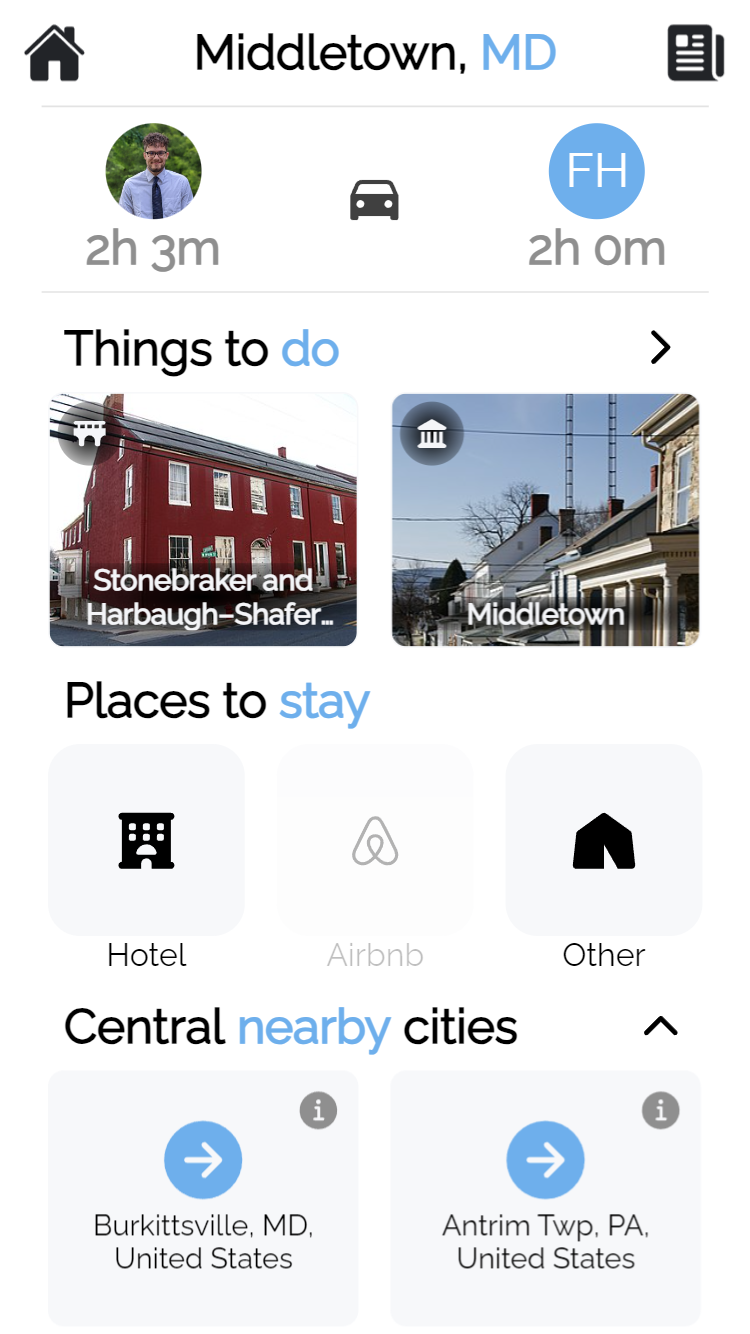 Middletown, MD
FH
2h 3m
2h 0m
Things to do
Stonebraker and
Harbaugh–Shafer...
Middletown
Places to stay
Hotel
Airbnb
Other
Central nearby cities
i
i
Burkittsville, MD,
United States
Antrim Twp, PA,
United States